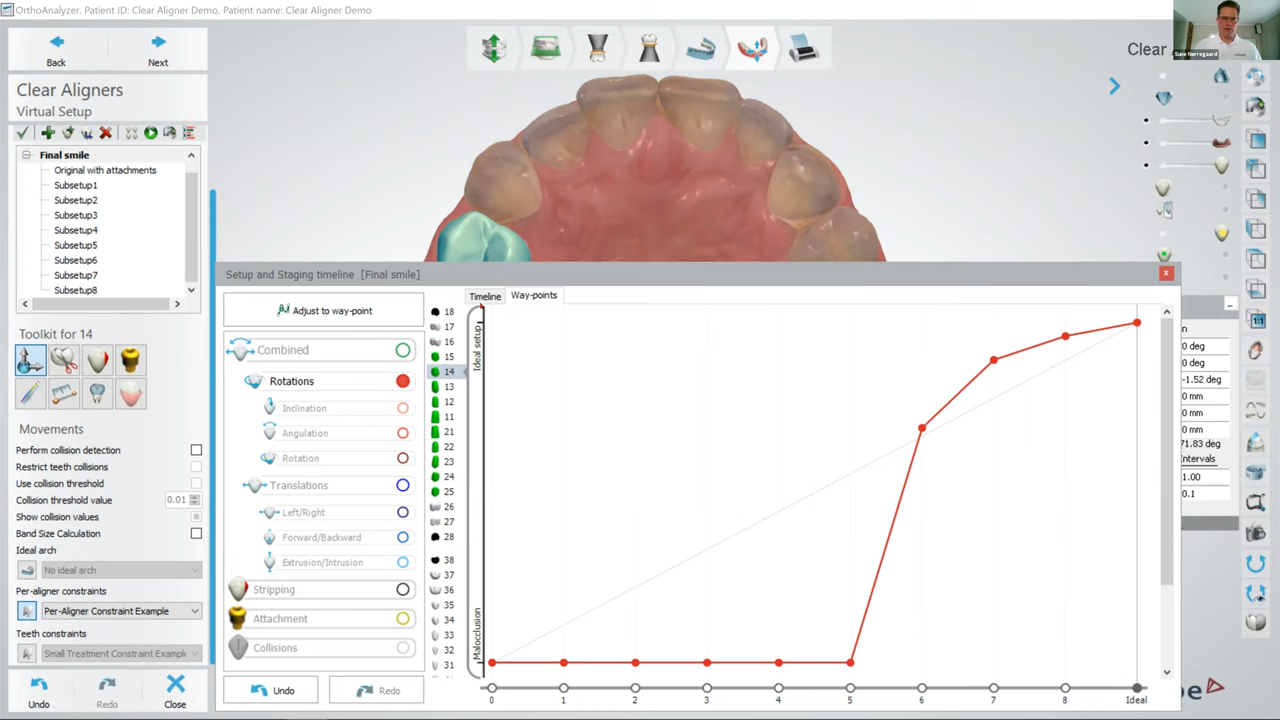 OrthoAnalyzer. Patient ID: Clear Aligner Demo, Patient name: Clear Aligner Demo
Sune Nørregaard
Back
Next
Clear
Clear Aligners
Virtual Setup
Final smile
Original with attachments
Subsetup1
Subsetup2
Subsetup3
Subsetup4
Subsetup5
Subsetup6
Subsetup7
Subsetup8
Toolkit for 14
Movements
Perform collision detection
Restrict teeth collisions
Use collision threshold
Collision threshold value 0.01
Show collision values
Band Size Calculation
Ideal arch
No ideal arch
Per-aligner constraints
Per-Aligner Constraint Example
Teeth constraints
Small Treatment Constraint Example
Undo
Redo
Close
Setup and Staging timeline [Final smile]
x
Adjust to way-point
Combined
Rotations
Inclination
Angulation
Rotation
Translations
Left/Right
Forward/Backward
Extrusion/Intrusion
Stripping
Attachment
Collisions
Undo
Redo
18
17
16
15
14
13
12
11
21
22
23
24
25
26
27
28
38
37
36
35
34
33
32
31
Timeline
Way-points
Ideal setup
Malocclusion
0 1 2 3 4 5 6 7 8 Ideal
1:1
0 deg
0 deg
-1.52 deg
0 mm
0 mm
0 mm
71.83 deg
Intervals
1.00
0.1